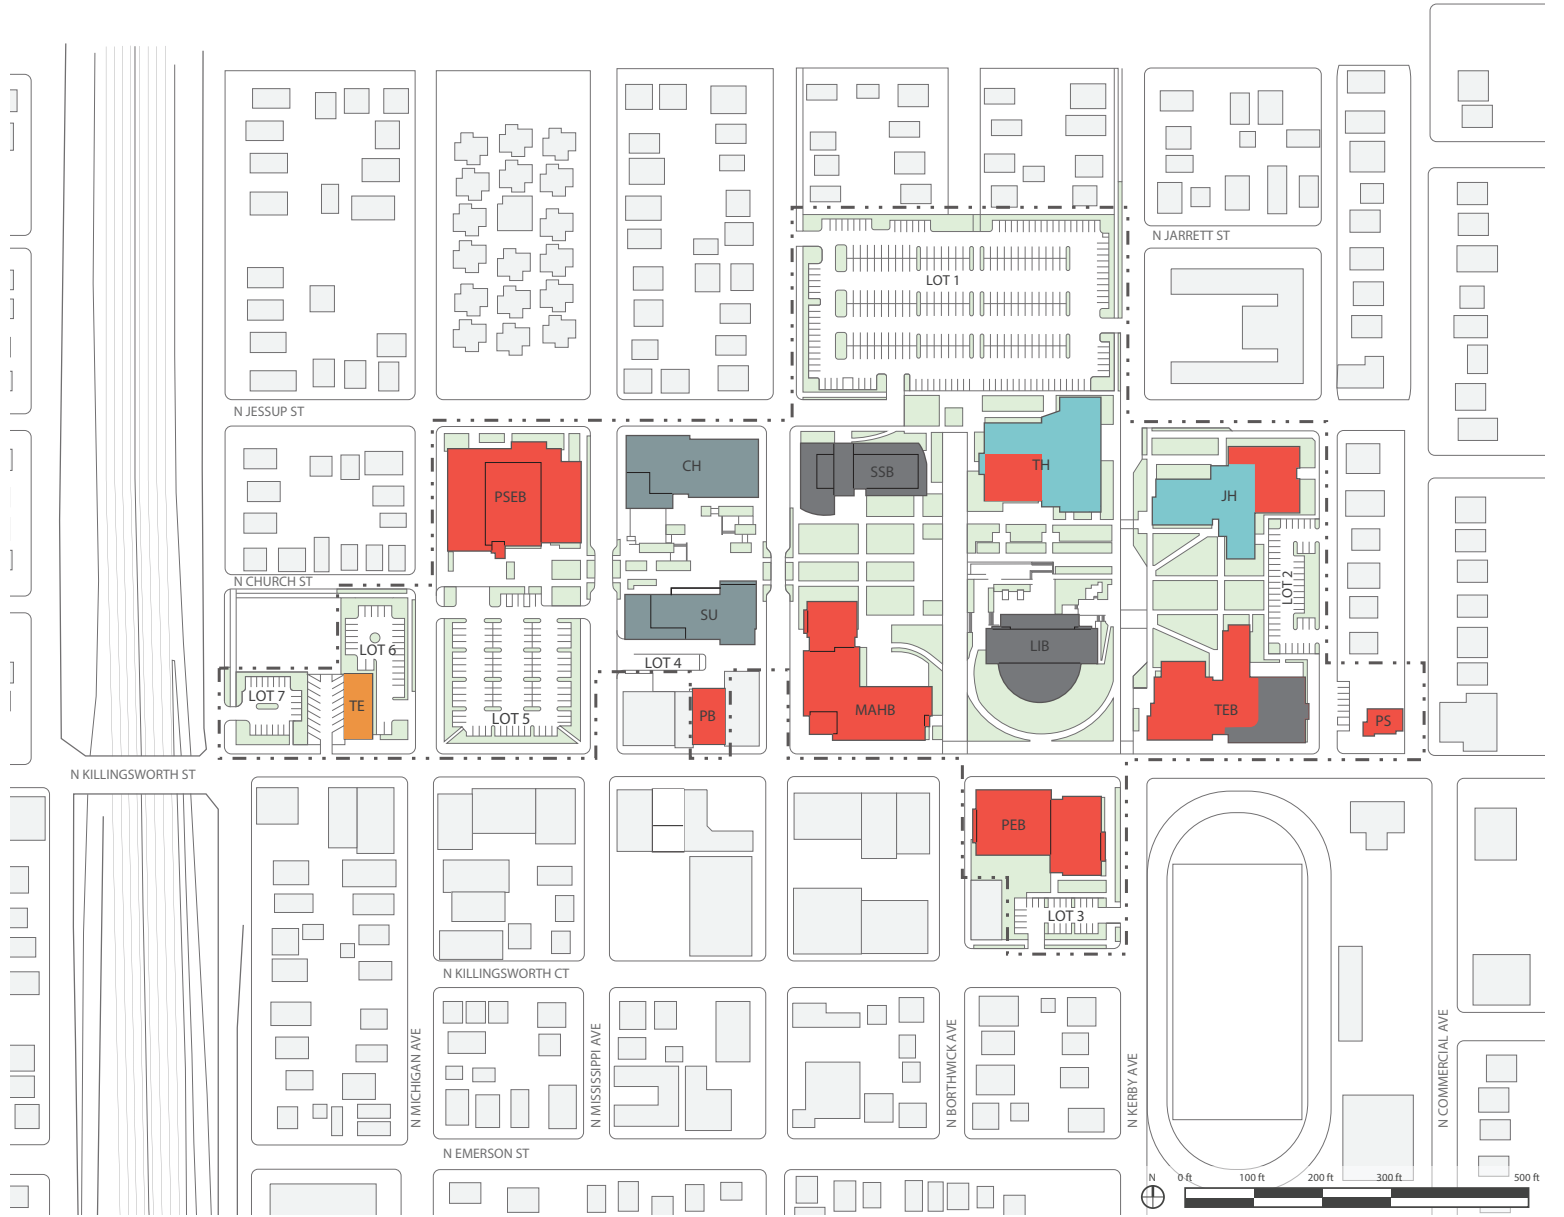 N JARRETT ST
LOT 1
N JESSUP ST
CH
TH
SSB
PSEB
JH
N CHURCH ST
LOT 2
SU
LIB
LOT 6
LOT 4
LOT 7
TE
LOT 5
PB
MAHB
TEB
PS
N KILLINGSWORTH ST
PEB
LOT 3
N KILLINGSWORTH CT
N MICHIGAN AVE
N MISSISSIPPI AVE
N BORTHWICK AVE
N KERBY AVE
N COMMERCIAL AVE
N EMERSON ST
N
0 ft
100 ft
200 ft
300 ft
500 ft